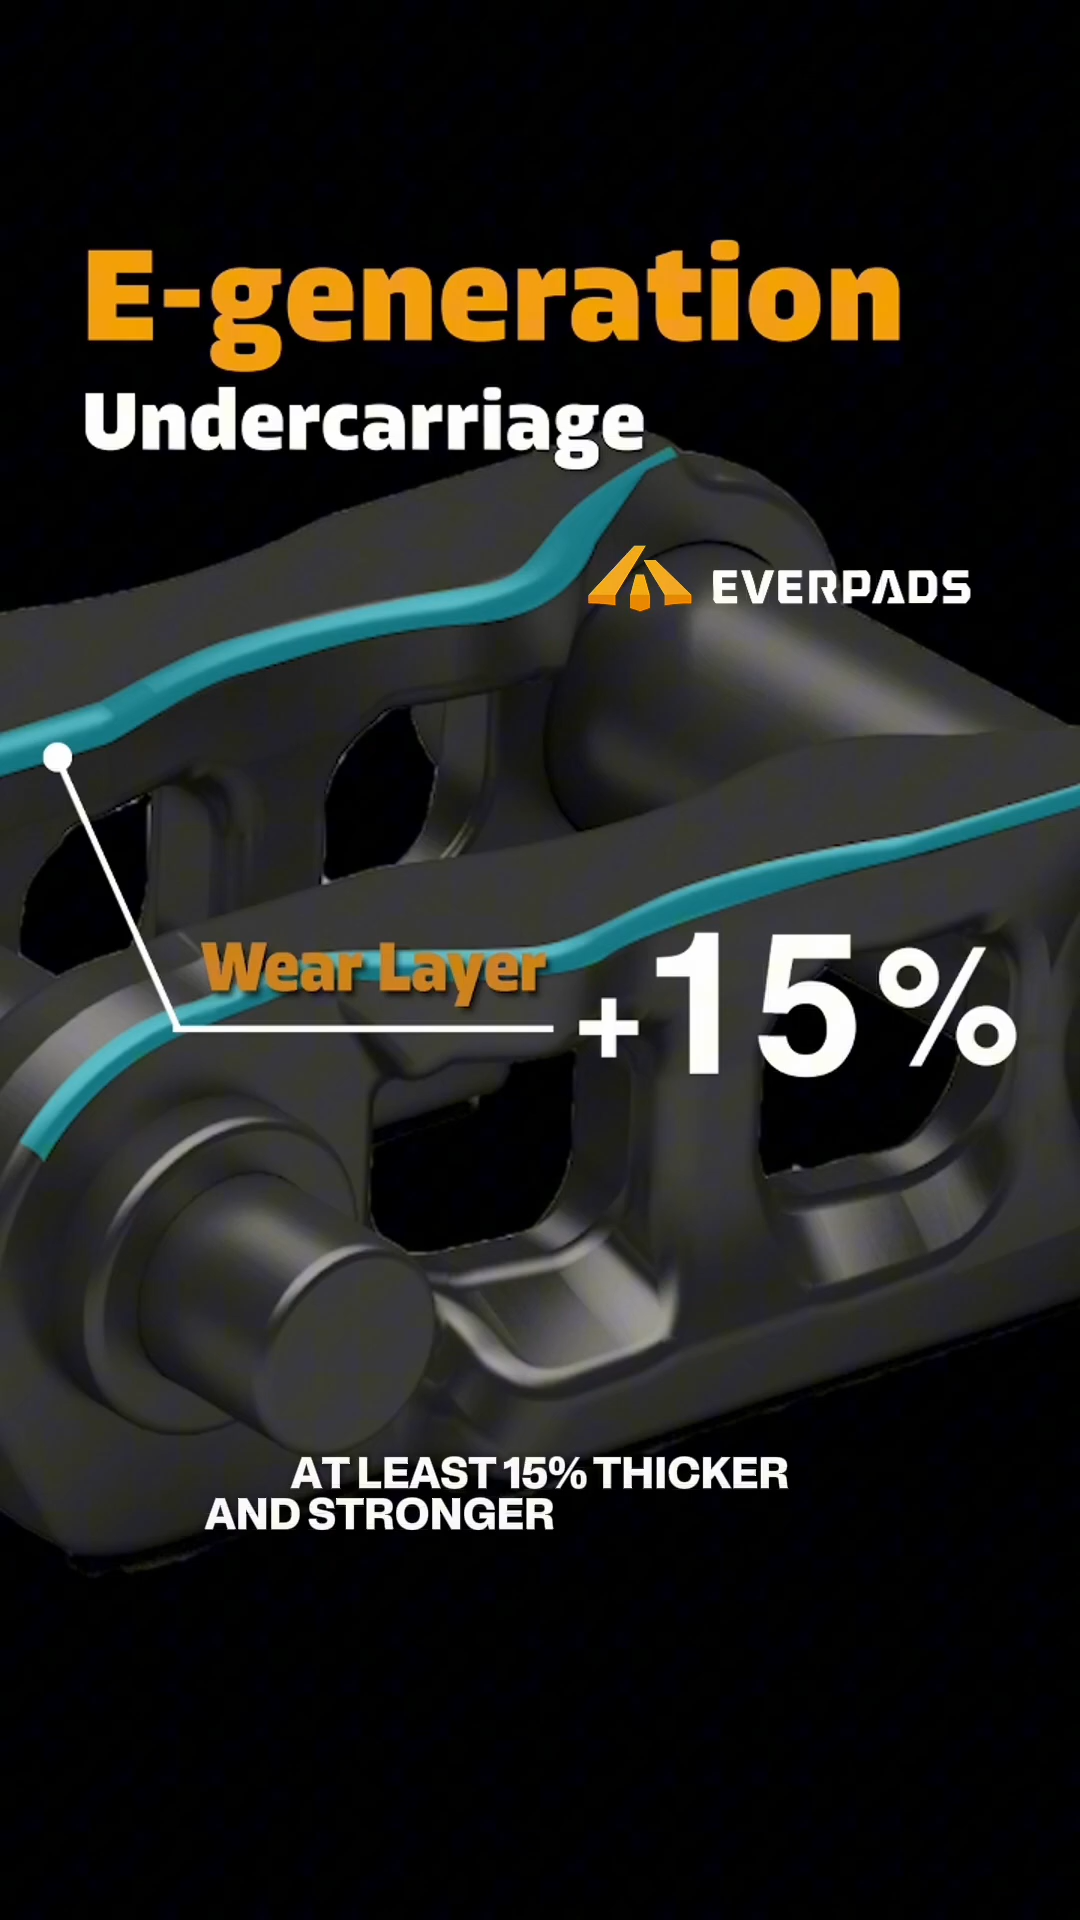 E-generation
Undercarriage
EVERPADS
Wear Layer
+15%
AT LEAST 15% THICKER
AND STRONGER